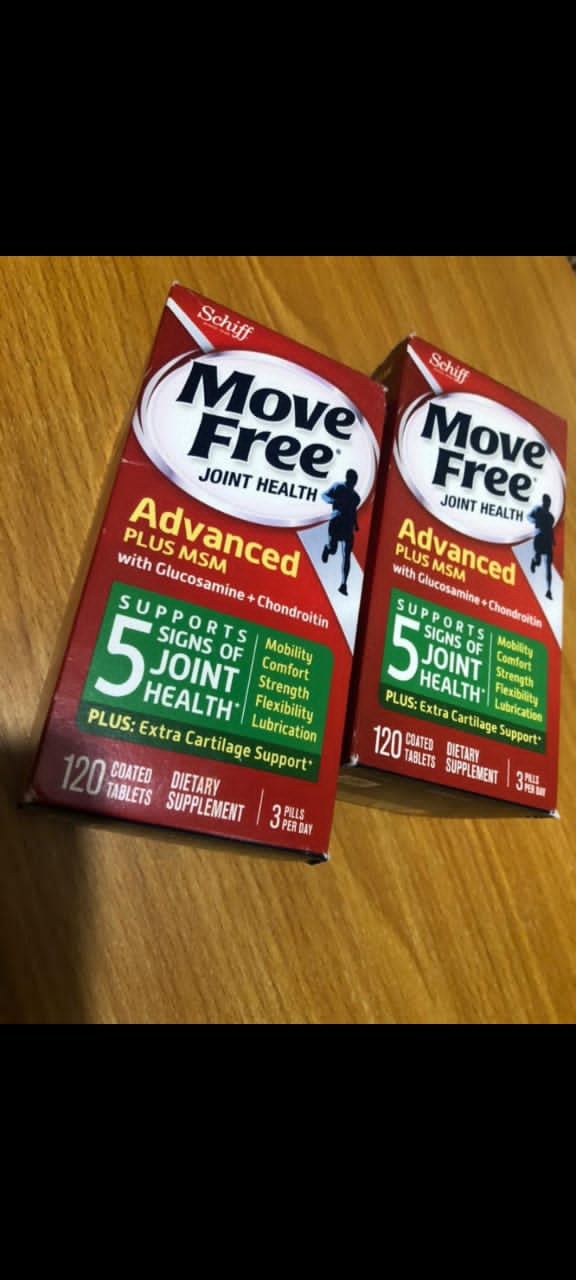 Schiff
Move
Free®
JOINT HEALTH
Advanced
PLUS MSM
with Glucosamine + Chondroitin
SUPPORTS
5 SIGNS OF
JOINT
HEALTH*
Mobility
Comfort
Strength
Flexibility
Lubrication
PLUS: Extra Cartilage Support*
120 COATED
TABLETS
DIETARY
SUPPLEMENT
3 PILLS
PER DAY
Schiff
Move
Free®
JOINT HEALTH
Advanced
PLUS MSM
with Glucosamine + Chondroitin
SUPPORTS
5 SIGNS OF
JOINT
HEALTH*
Mobility
Comfort
Strength
Flexibility
Lubrication
PLUS: Extra Cartilage Support*
120 COATED
TABLETS
DIETARY
SUPPLEMENT
3 PILLS
PER DAY